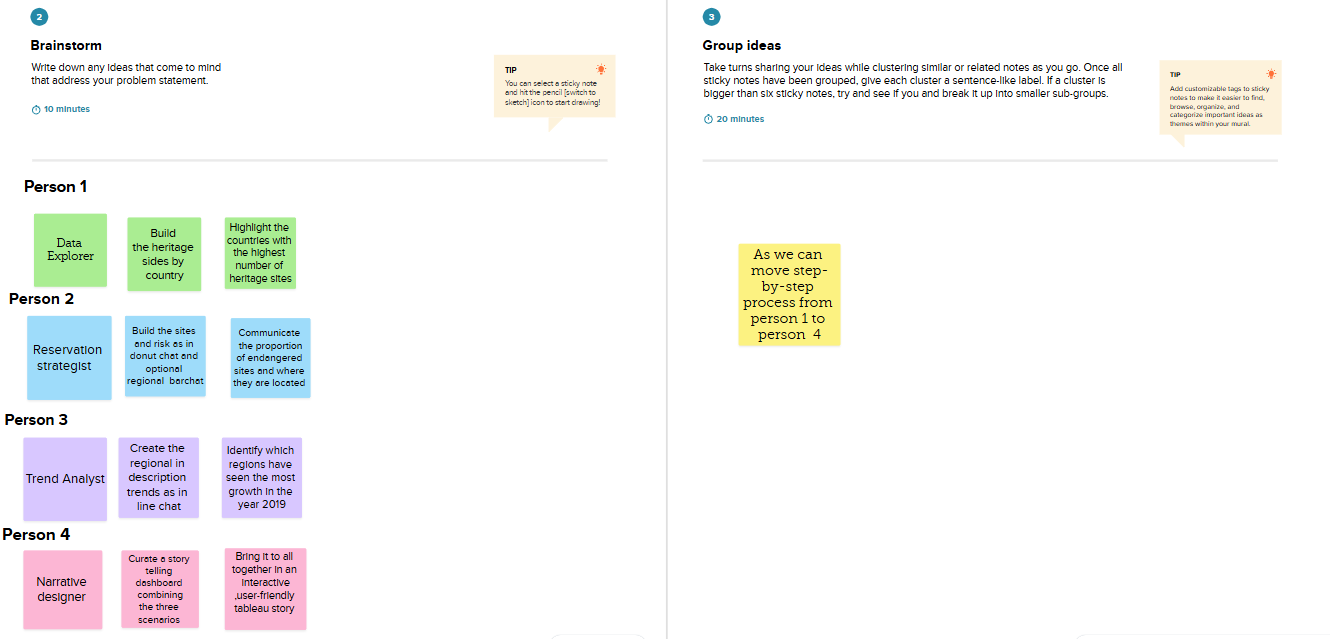 2
Brainstorm
Write down any ideas that come to mind
that address your problem statement.
10 minutes
TIP
You can select a sticky note
and hit the pencil [switch to
sketch] icon to start drawing!
Person 1
Data
Explorer
Build
the heritage
sides by
country
Highlight the
countries with
the highest
number of
heritage sites
Person 2
Reservation
strategist
Build the sites
and risk as in
donut chat and
optional
regional barchat
Communicate
the proportion
of endangered
sites and where
they are located
Person 3
Trend Analyst
Create the
regional in
description
trends as in
line chat
Identify which
regions have
seen the most
growth in the
year 2019
Person 4
Narrative
designer
Curate a story
telling
dashboard
combining
the three
scenarios
Bring it to all
together in an
interactive
,user-friendly
tableau story
3
Group ideas
Take turns sharing your ideas while clustering similar or related notes as you go. Once all
sticky notes have been grouped, give each cluster a sentence-like label. If a cluster is
bigger than six sticky notes, try and see if you and break it up into smaller sub-groups.
20 minutes
TIP
Add customizable tags to sticky
notes to make it easier to find,
browse, organize, and
categorize important ideas as
themes within your mural.
As we can
move step-
by-step
process from
person 1 to
person 4